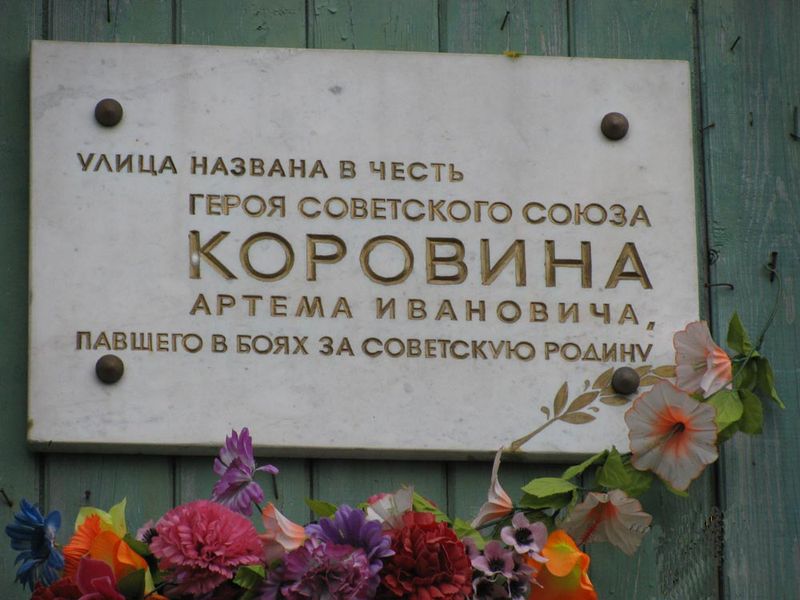 УЛИЦА НАЗВАНА В ЧЕСТЬ
ГЕРОЯ СОВЕТСКОГО СОЮЗА
КОРОВИНА
АРТЕМА ИВАНОВИЧА,
ПАВШЕГО В БОЯХ ЗА СОВЕТСКУЮ РОДИНУ